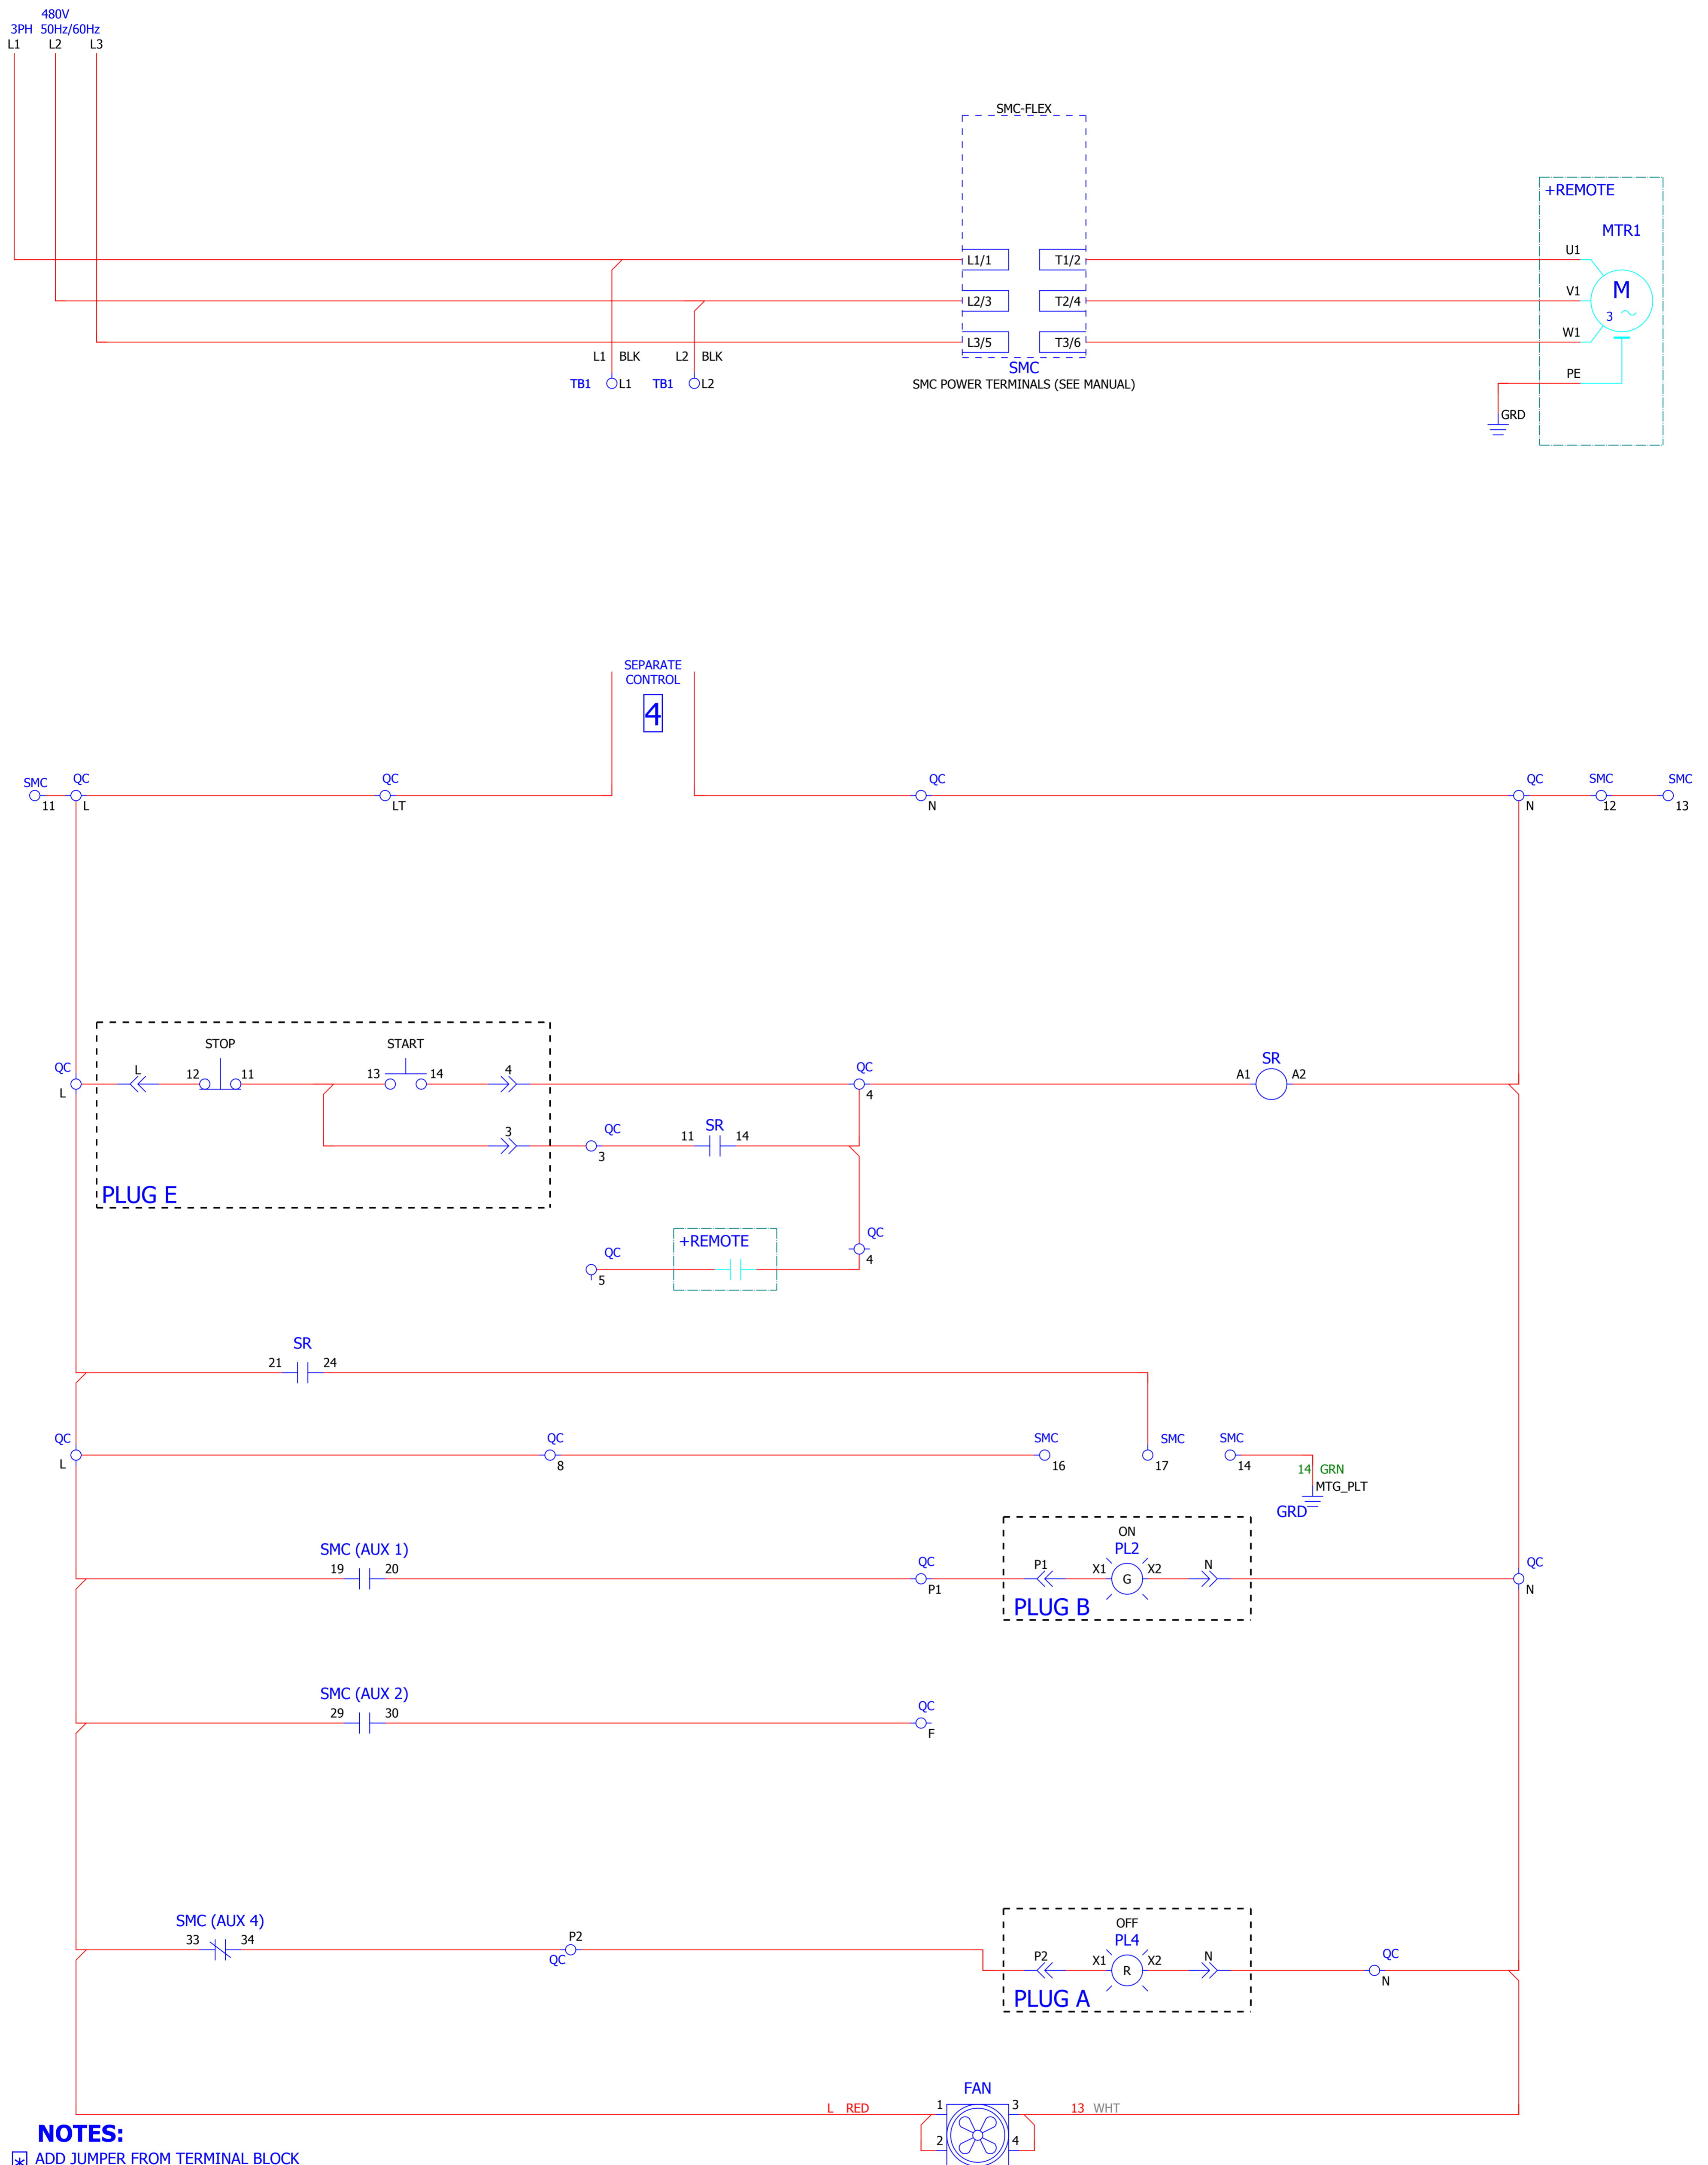 480V
3PH 50Hz/60Hz
L1 L2 L3
SMC-FLEX
+REMOTE
MTR1
L1/1 T1/2 U1
L2/3 T2/4 V1 M
3
L3/5 T3/6 W1
L1 BLK L2 BLK
SMC
TB1 L1 TB1 L2
SMC POWER TERMINALS (SEE MANUAL)
PE
GRD
SEPARATE
CONTROL
4
SMC QC QC QC QC SMC SMC
11 L LT N N 12 13
STOP START
QC L 12 11 13 14 4 QC SR
L 4 A1 A2
3 QC 11 SR 14
3
PLUG E
+REMOTE QC
QC 4
5
SR
21 24
QC QC SMC SMC SMC
L 8 16 17 14
14 GRN
MTG_PLT
GRD
ON
SMC (AUX 1) PL2
19 20 QC P1 X1 G X2 N QC
P1 N
PLUG B
SMC (AUX 2)
29 30 QC
F
OFF
SMC (AUX 4) PL4
33 34 P2
QC
P2 X1 R X2 N QC
N
PLUG A
FAN
L RED 1 3 13 WHT
2 4
NOTES:
* ADD JUMPER FROM TERMINAL BLOCK